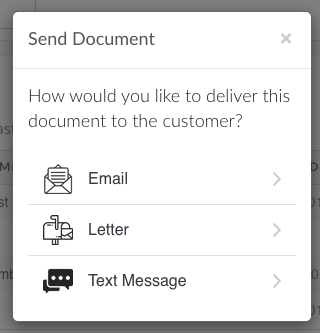 Send Document
×
How would you like to deliver this
document to the customer?
Email
Letter
Text Message